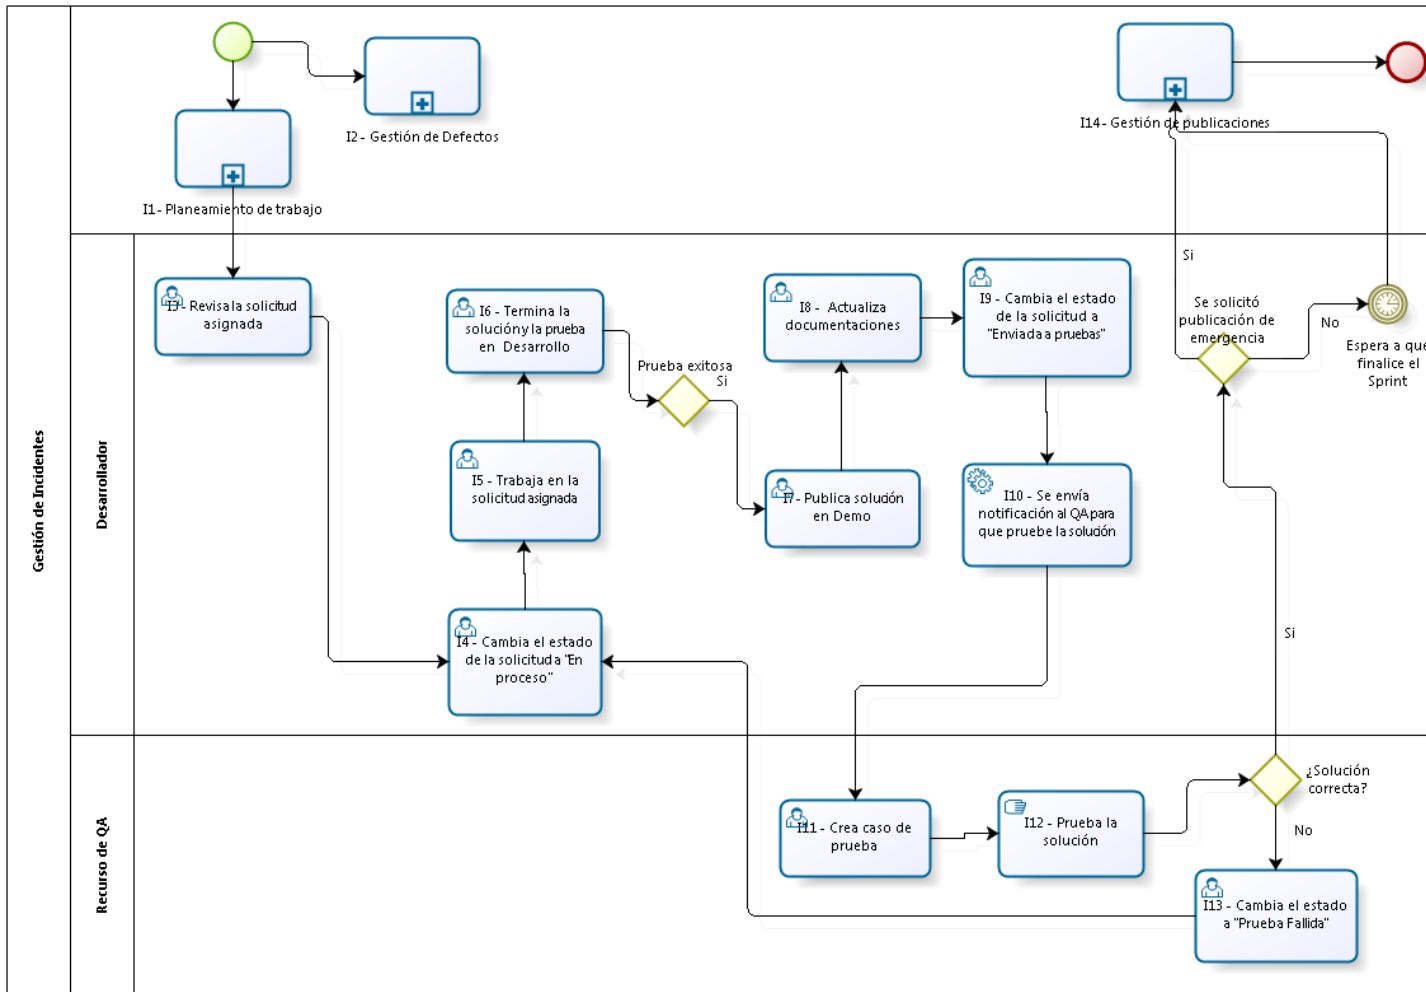 Gestión de Incidentes
I2 - Gestión de Defectos
I1- Planeamiento de trabajo
I14 - Gestión de publicaciones
Desarrollador
I3 - Revisa la solicitud
asignada
I6 - Termina la
solución y la prueba
en Desarrollo
Prueba exitosa
Si
I8 - Actualiza
documentaciones
I9 - Cambia el estado
de la solicitud a
"Enviada a pruebas"
Si
Se solicitó
publicación de
emergencia
No
Espera a que
finalice el
Sprint
I5 - Trabaja en la
solicitud asignada
I7 - Publica solución
en Demo
I10 - Se envía
notificación al QA para
que pruebe la solución
I4 - Cambia el estado
de la solicitud a "En
proceso"
Si
Recurso de QA
¿Solución
correcta?
I11 - Crea caso de
prueba
I12 - Prueba la
solución
No
I13 - Cambia el estado
a "Prueba Fallida"